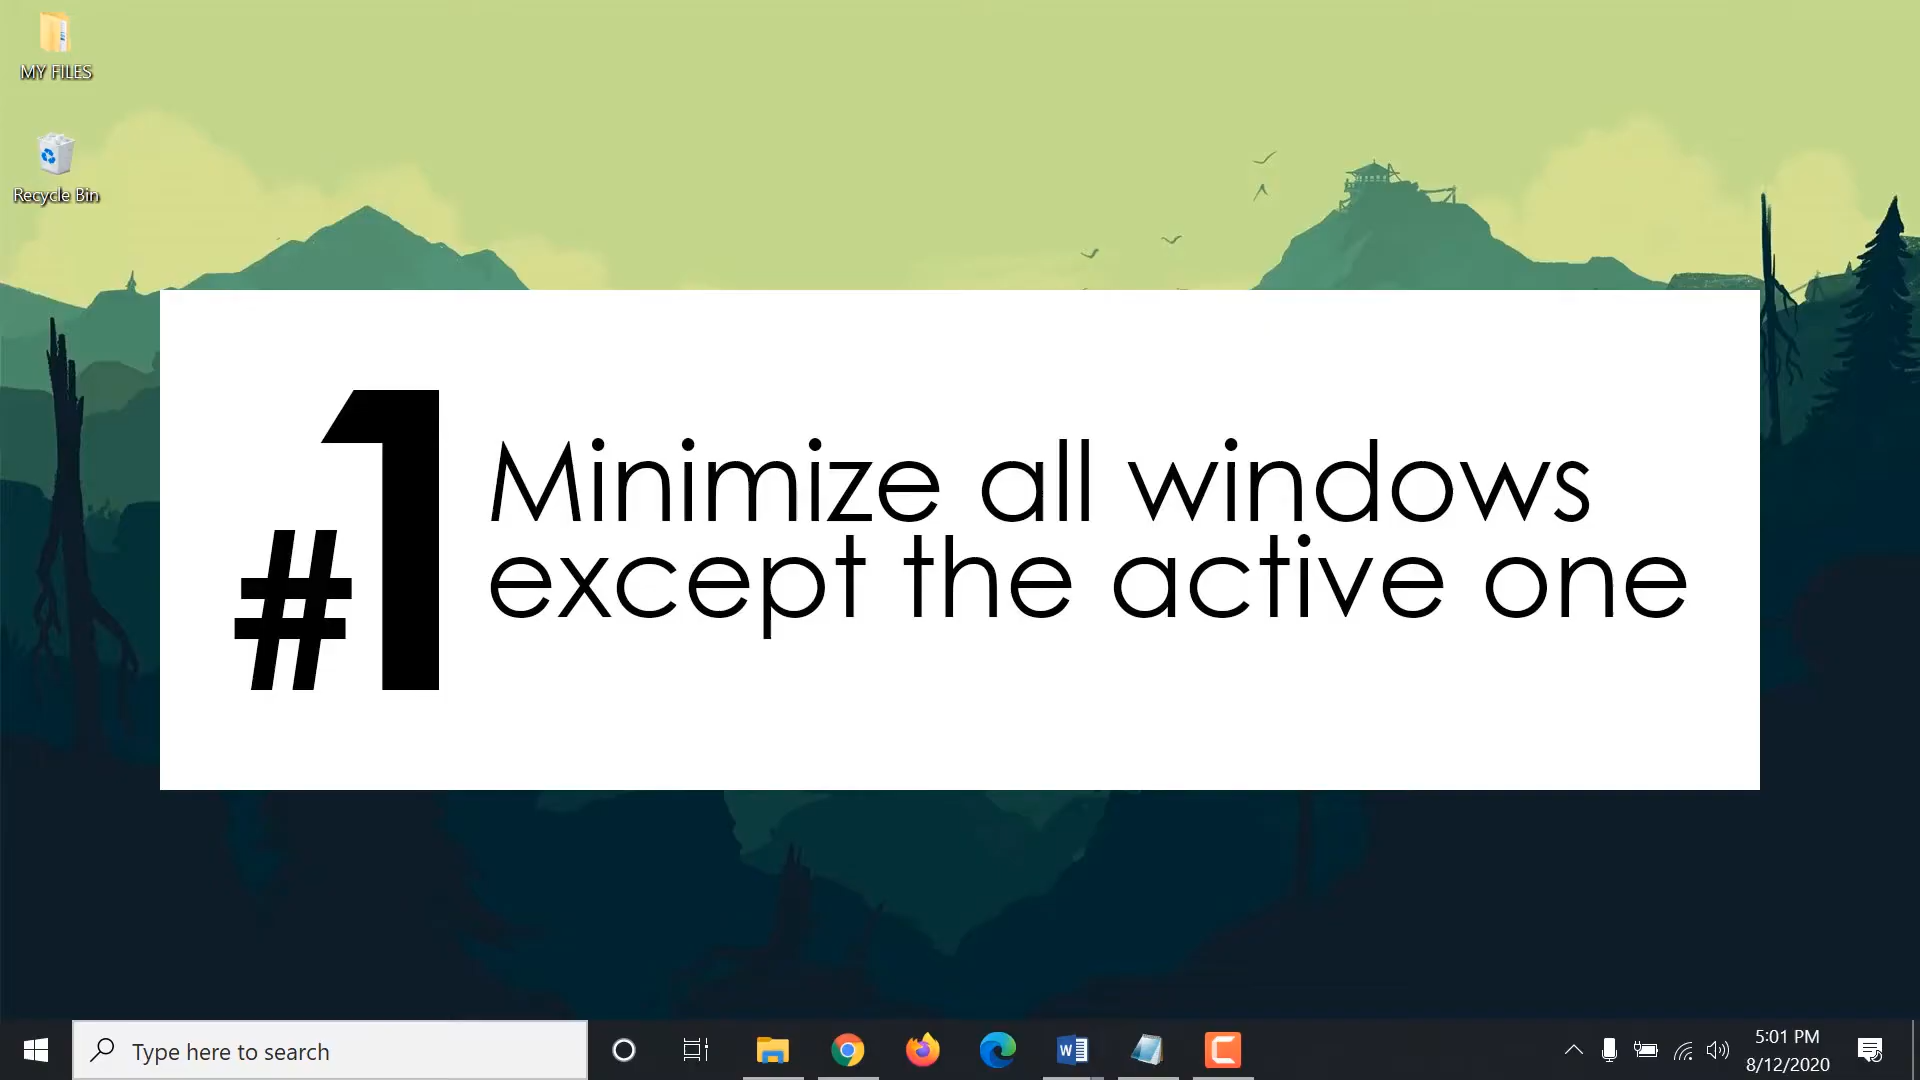 MY FILES
Recycle Bin
#1
Minimize all windows
except the active one
Type here to search
5:01 PM
8/12/2020